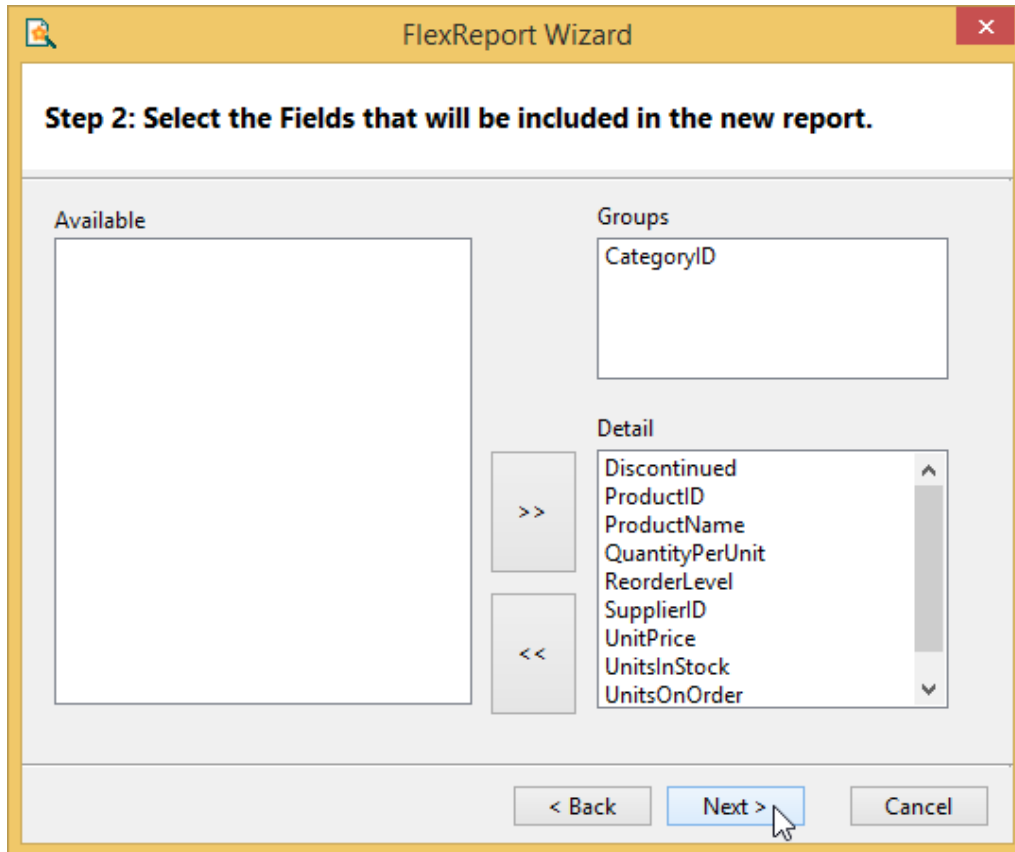 FlexReport Wizard
Step 2: Select the Fields that will be included in the new report.
Available
Groups
CategoryID
Detail
Discontinued
ProductID
ProductName
QuantityPerUnit
ReorderLevel
SupplierID
UnitPrice
UnitsInStock
UnitsOnOrder
>>
<<
< Back
Next >
Cancel